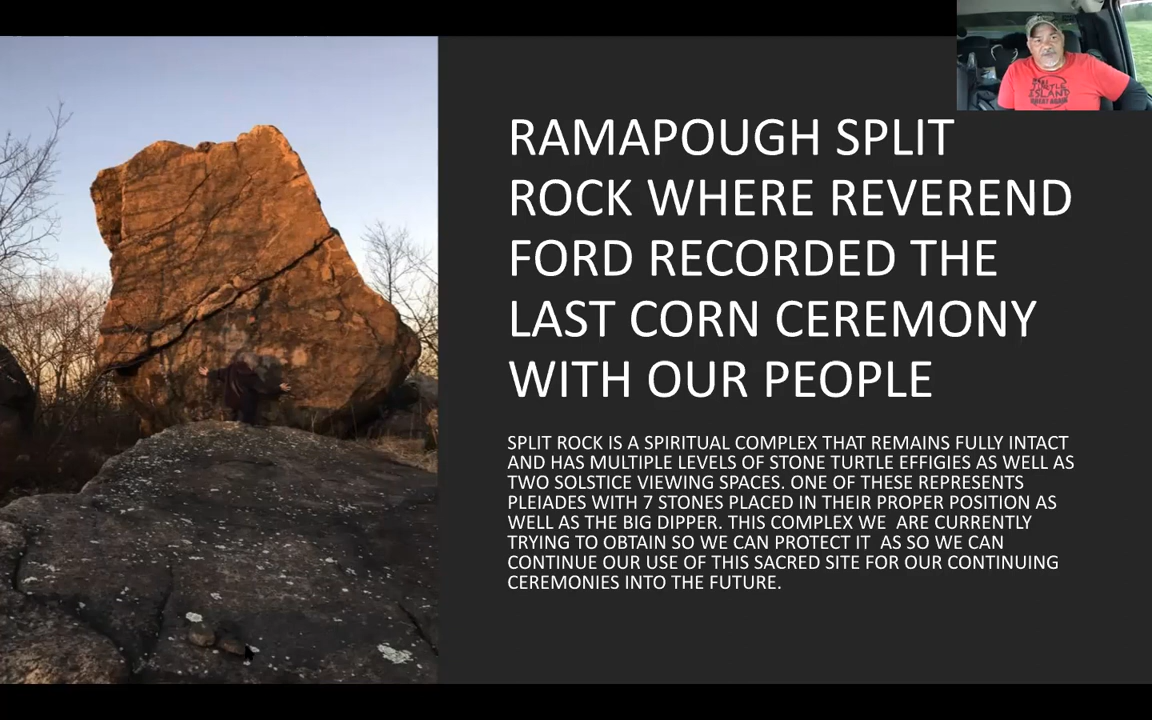 RAMAPOUGH SPLIT
ROCK WHERE REVEREND
FORD RECORDED THE
LAST CORN CEREMONY
WITH OUR PEOPLE
SPLIT ROCK IS A SPIRITUAL COMPLEX THAT REMAINS FULLY INTACT
AND HAS MULTIPLE LEVELS OF STONE TURTLE EFFIGIES AS WELL AS
TWO SOLSTICE VIEWING SPACES. ONE OF THESE REPRESENTS
PLEIADES WITH 7 STONES PLACED IN THEIR PROPER POSITION AS
WELL AS THE BIG DIPPER. THIS COMPLEX WE  ARE CURRENTLY
TRYING TO OBTAIN SO WE CAN PROTECT IT  AS SO WE CAN
CONTINUE OUR USE OF THIS SACRED SITE FOR OUR CONTINUING
CEREMONIES INTO THE FUTURE.
TURTLE
ISLAND
GREAT AGAIN